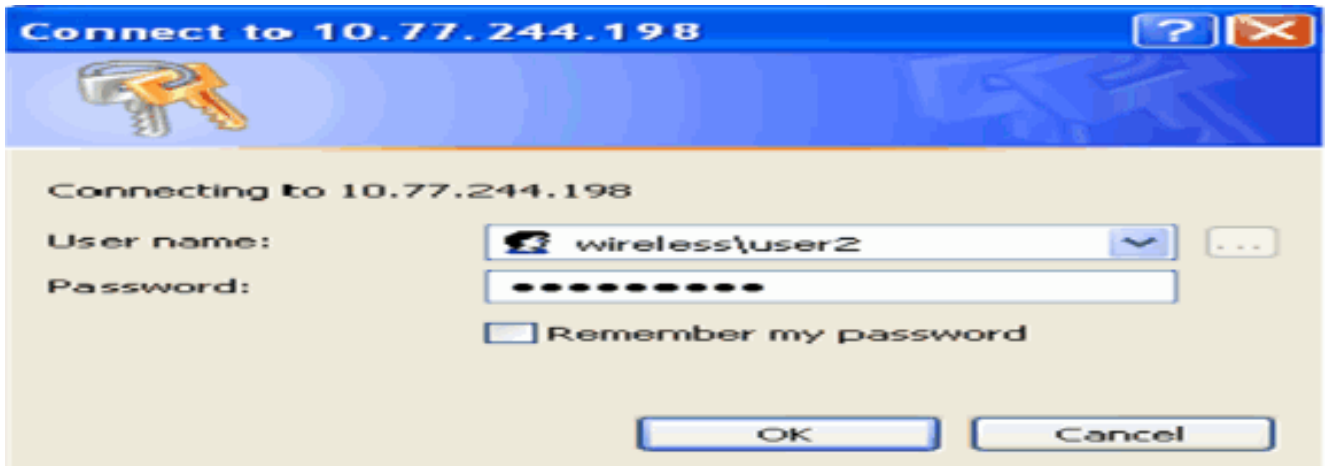 Connect to 10.77.244.198
Connecting to 10.77.244.198
User name: wireless\user2 ...
Password: •••••••••
Remember my password
OK Cancel